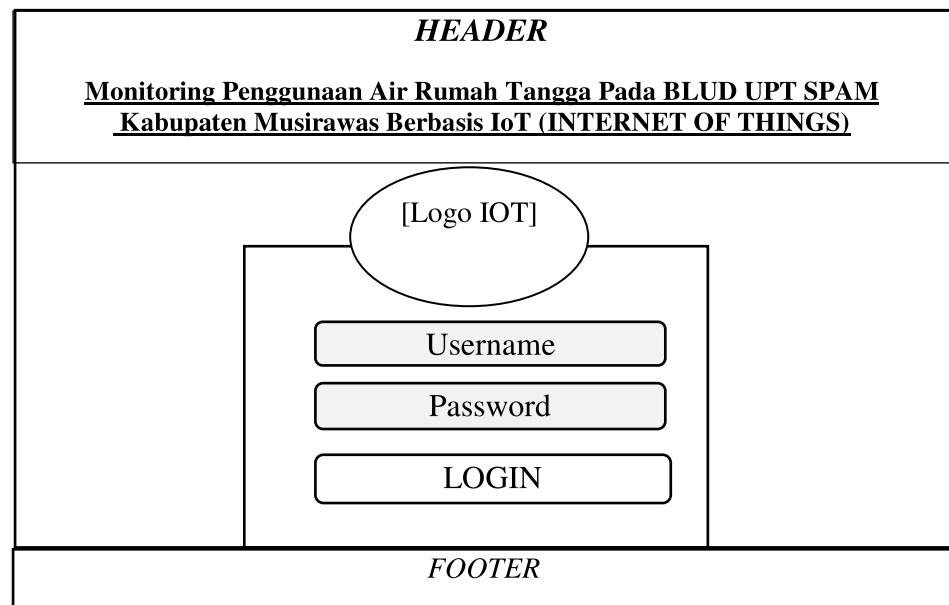 HEADER
Monitoring Penggunaan Air Rumah Tangga Pada BLUD UPT SPAM
Kabupaten Musirawas Berbasis IoT (INTERNET OF THINGS)
[Logo IOT]
Username
Password
LOGIN
FOOTER